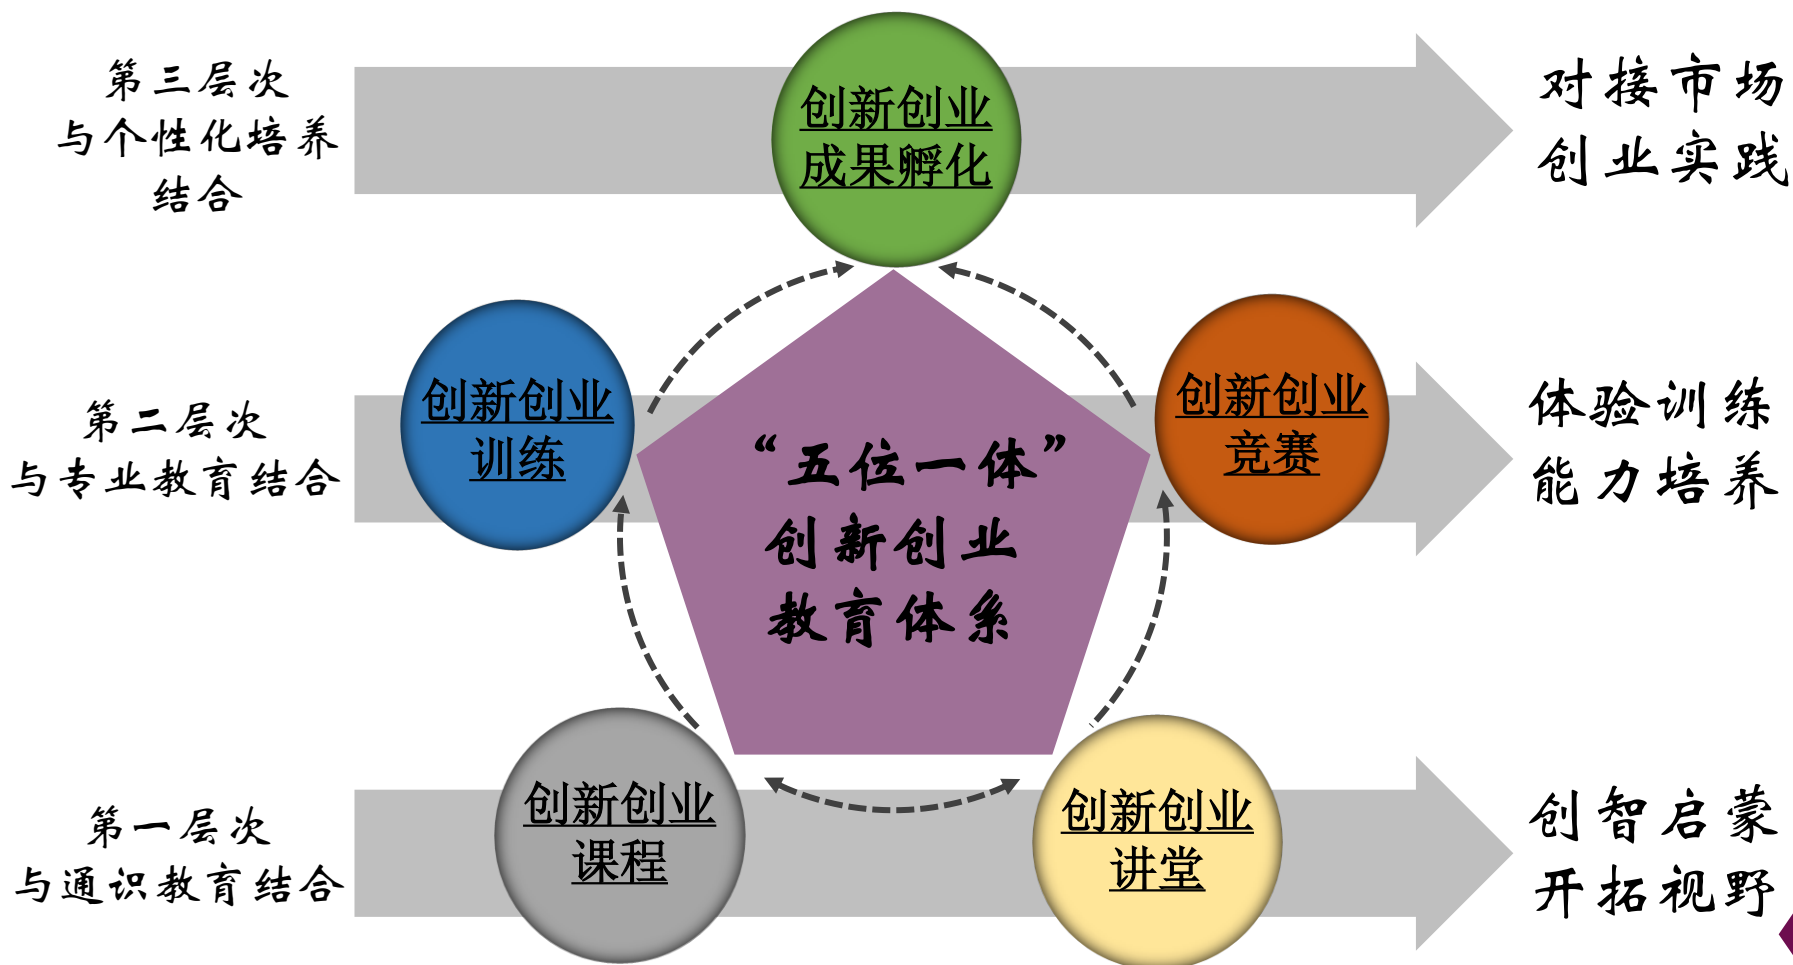 第三层次
与个性化培养
结合
创新创业
成果孵化
对接市场
创业实践
第二层次
与专业教育结合
创新创业
训练
“五位一体”
创新创业
教育体系
创新创业
竞赛
体验训练
能力培养
第一层次
与通识教育结合
创新创业
课程
创新创业
讲堂
创智启蒙
开拓视野